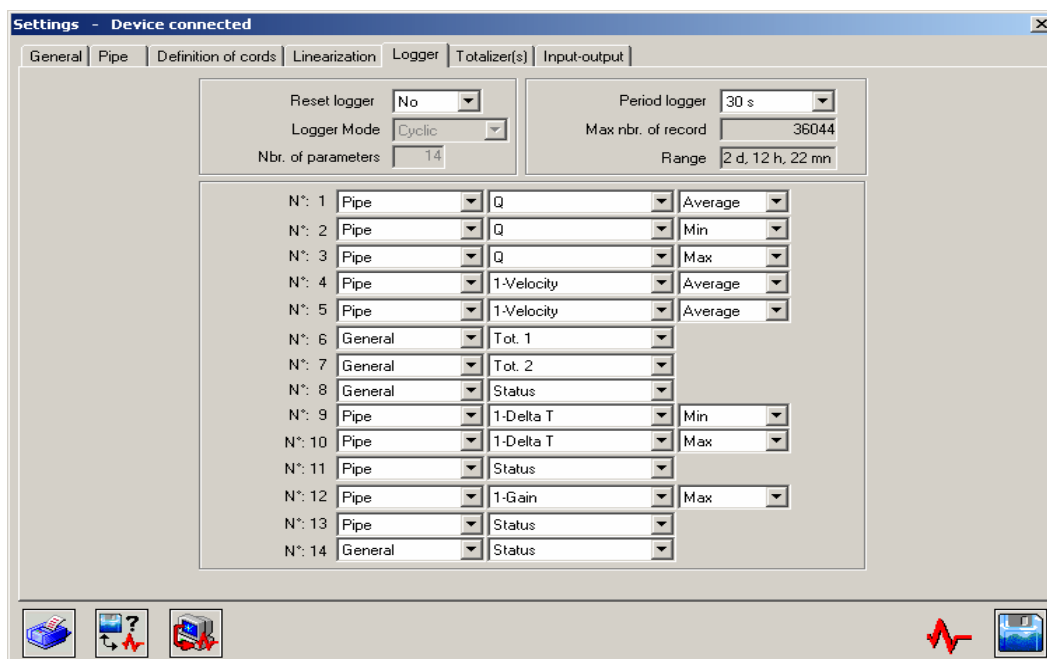 Settings - Device connected
General Pipe Definition of cords Linearization Logger Totalizer(s) Input-output
Reset logger No
Logger Mode Cyclic
Nbr. of parameters 14
Period logger 30 s
Max nbr. of record 36044
Range 2 d, 12 h, 22 mn
N°: 1 Pipe Q Average
N°: 2 Pipe Q Min
N°: 3 Pipe Q Max
N°: 4 Pipe 1-Velocity Average
N°: 5 Pipe 1-Velocity Average
N°: 6 General Tot. 1
N°: 7 General Tot. 2
N°: 8 General Status
N°: 9 Pipe 1-Delta T Min
N°: 10 Pipe 1-Delta T Max
N°: 11 Pipe Status
N°: 12 Pipe 1-Gain Max
N°: 13 Pipe Status
N°: 14 General Status
?